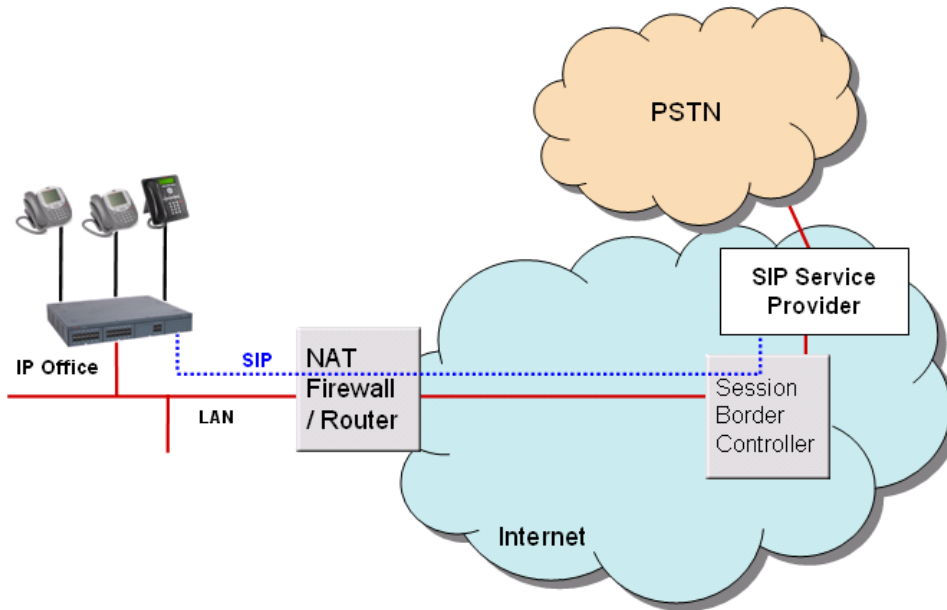 PSTN
SIP Service
Provider
IP Office
SIP
NAT
Firewall
/ Router
LAN
Session
Border
Controller
Internet